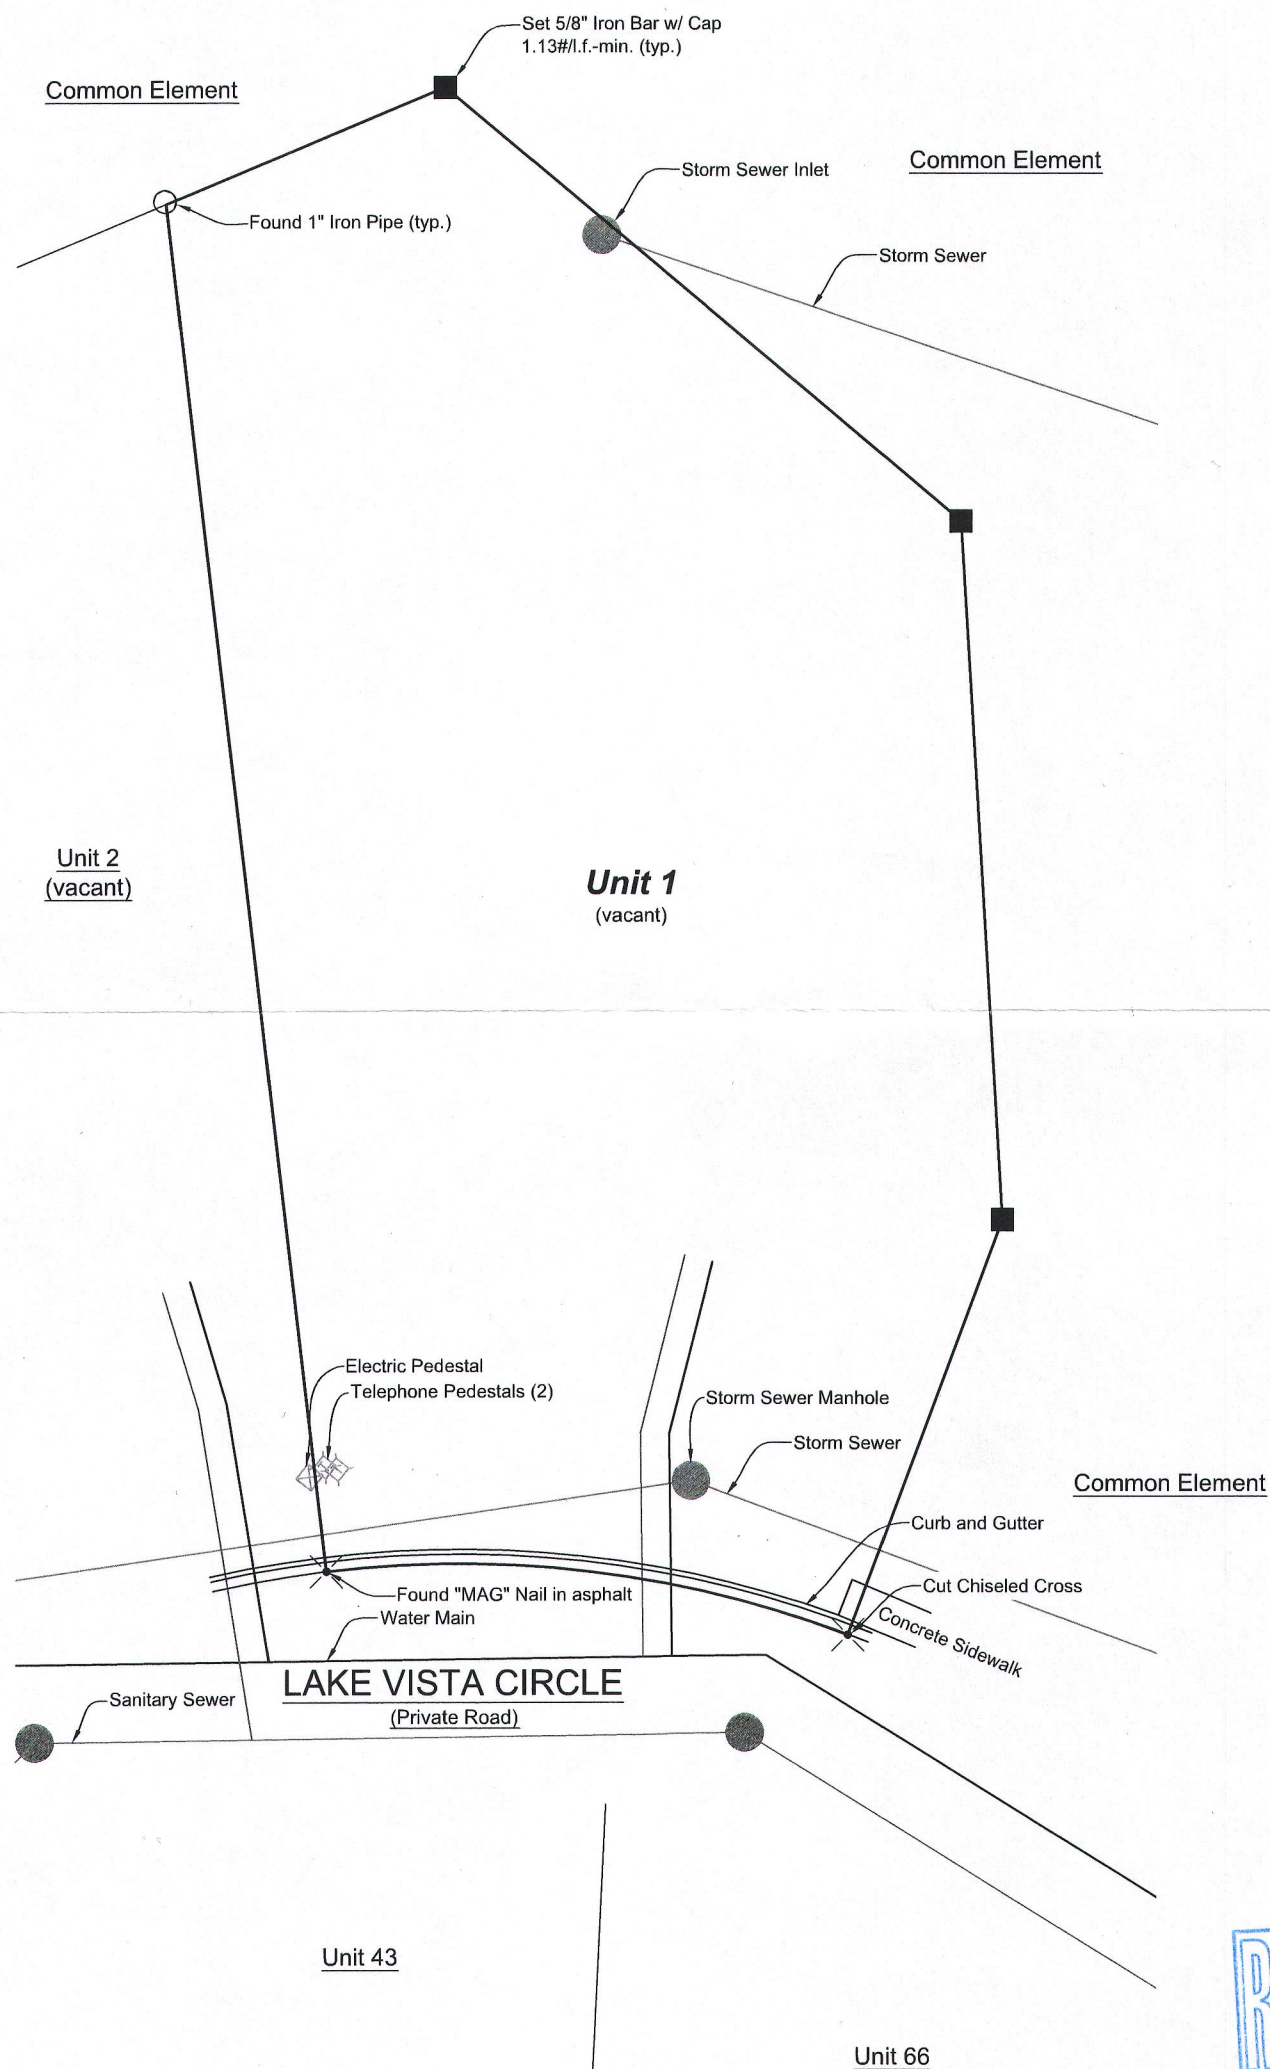 Set 5/8" Iron Bar w/ Cap
1.13#/l.f.-min. (typ.)
Common Element
Common Element
Storm Sewer Inlet
Found 1" Iron Pipe (typ.)
Storm Sewer
Unit 2
(vacant)
Unit 1
(vacant)
Electric Pedestal
Telephone Pedestals (2)
Storm Sewer Manhole
Storm Sewer
Common Element
Curb and Gutter
Cut Chiseled Cross
Found "MAG" Nail in asphalt
Water Main
Concrete Sidewalk
LAKE VISTA CIRCLE
(Private Road)
Sanitary Sewer
Unit 43
R
Unit 66